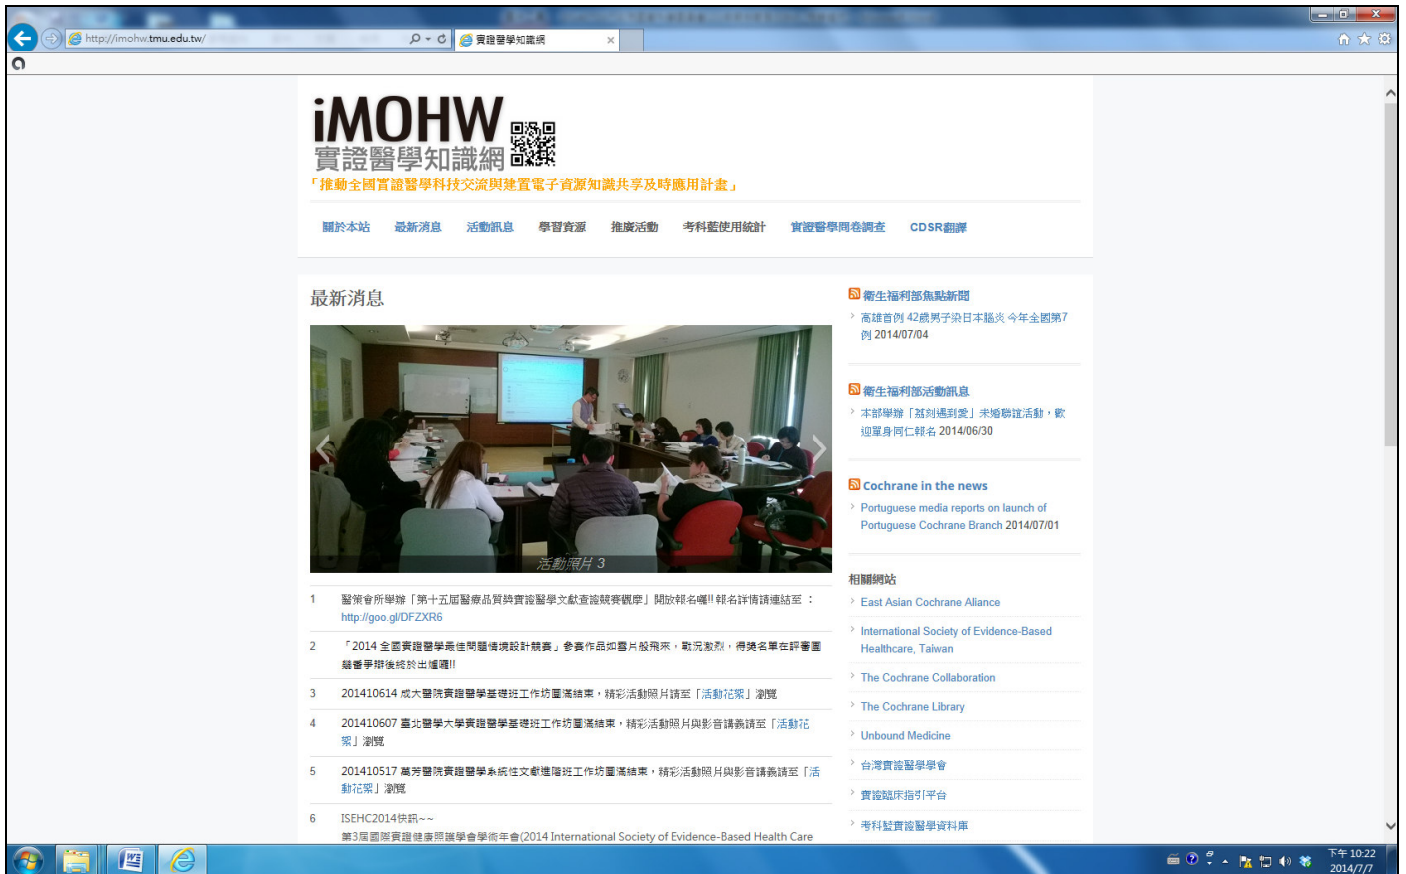 http://imohw.tmu.edu.tw/
實證醫學知識網
iMOHW
實證醫學知識網
「推動全國實證醫學科技交流與建置電子資源知識共享及時應用計畫」
關於本站 最新消息 活動訊息 學習資源 推廣活動 考科藍使用統計 實證醫學問卷調查 CDSR翻譯
最新消息
活動照片 3
1 醫策會所舉辦「第十五屆醫療品質獎實證醫學文獻查證競賽觀摩」開放報名囉!! 報名詳情請連結至：
http://goo.gl/DFZXR6
2 「2014 全國實證醫學最佳問題情境設計競賽」參賽作品如雪片般飛來，戰況激烈，得獎名單在評審團
幾番爭辯後終於出爐囉!!
3 201410614 成大醫院實證醫學基礎班工作坊圓滿結束，精彩活動照片請至「活動花絮」瀏覽
4 201410607 臺北醫學大學實證醫學基礎班工作坊圓滿結束，精彩活動照片與影音講義請至「活動花
絮」瀏覽
5 201410517 萬芳醫院實證醫學系統性文獻進階班工作坊圓滿結束，精彩活動照片與影音講義請至「活
動花絮」瀏覽
6 ISEHC2014快訊~~
第3屆國際實證健康照護學會學術年會(2014 International Society of Evidence-Based Health Care
衛生福利部焦點新聞
高雄首例 42歲男子染日本腦炎 今年全國第7
例 2014/07/04
衛生福利部活動訊息
本部舉辦「荔刻遇到愛」未婚聯誼活動，歡
迎單身同仁報名 2014/06/30
Cochrane in the news
Portuguese media reports on launch of
Portuguese Cochrane Branch 2014/07/01
相關網站
East Asian Cochrane Aliance
International Society of Evidence-Based
Healthcare, Taiwan
The Cochrane Collaboration
The Cochrane Library
Unbound Medicine
台灣實證醫學學會
實證臨床指引平台
考科藍實證醫學資料庫
下午 10:22
2014/7/7